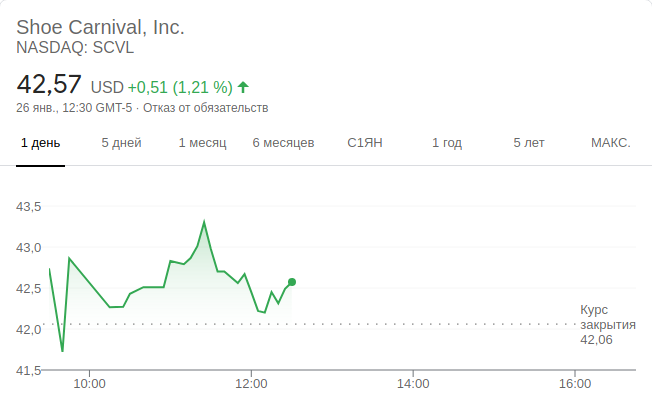 Shoe Carnival, Inc.
NASDAQ: SCVL
42,57 USD +0,51 (1,21 %)
26 янв., 12:30 GMT-5 · Отказ от обязательств
1 день 5 дней 1 месяц 6 месяцев С1ЯН 1 год 5 лет МАКС.
43,5
43,0
42,5
42,0
41,5
Курс
закрытия
42,06
10:00 12:00 14:00 16:00